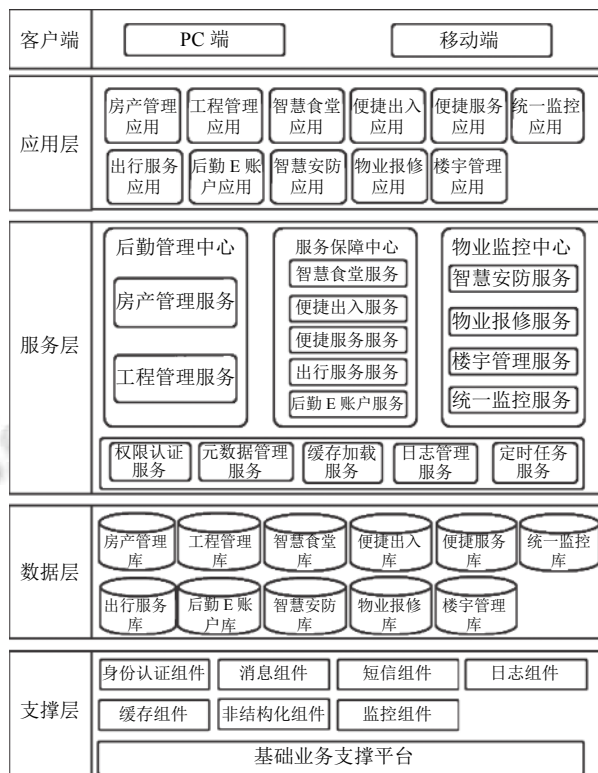 客户端
PC 端
移动端
应用层
房产管理
应用
工程管理
应用
智慧食堂
应用
便捷出入
应用
便捷服务
应用
统一监控
应用
出行服务
应用
后勤 E 账
户应用
智慧安防
应用
物业报修
应用
楼宇管理
应用
服务层
后勤管理中心
房产管理服务
工程管理服务
服务保障中心
智慧食堂服务
便捷出入服务
便捷服务服务
出行服务服务
后勤 E 账户服务
物业监控中心
智慧安防服务
物业报修服务
楼宇管理服务
统一监控服务
权限认证
服务
元数据管理
服务
缓存加载
服务
日志管理
服务
定时任务
服务
数据层
房产管理
库
工程管理
库
智慧食堂
库
便捷出入
库
便捷服务
库
统一监控
库
出行服务
库
后勤 E 账
户库
智慧安防
库
物业报修
库
楼宇管理
库
支撑层
身份认证组件
消息组件
短信组件
日志组件
缓存组件
非结构化组件
监控组件
基础业务支撑平台